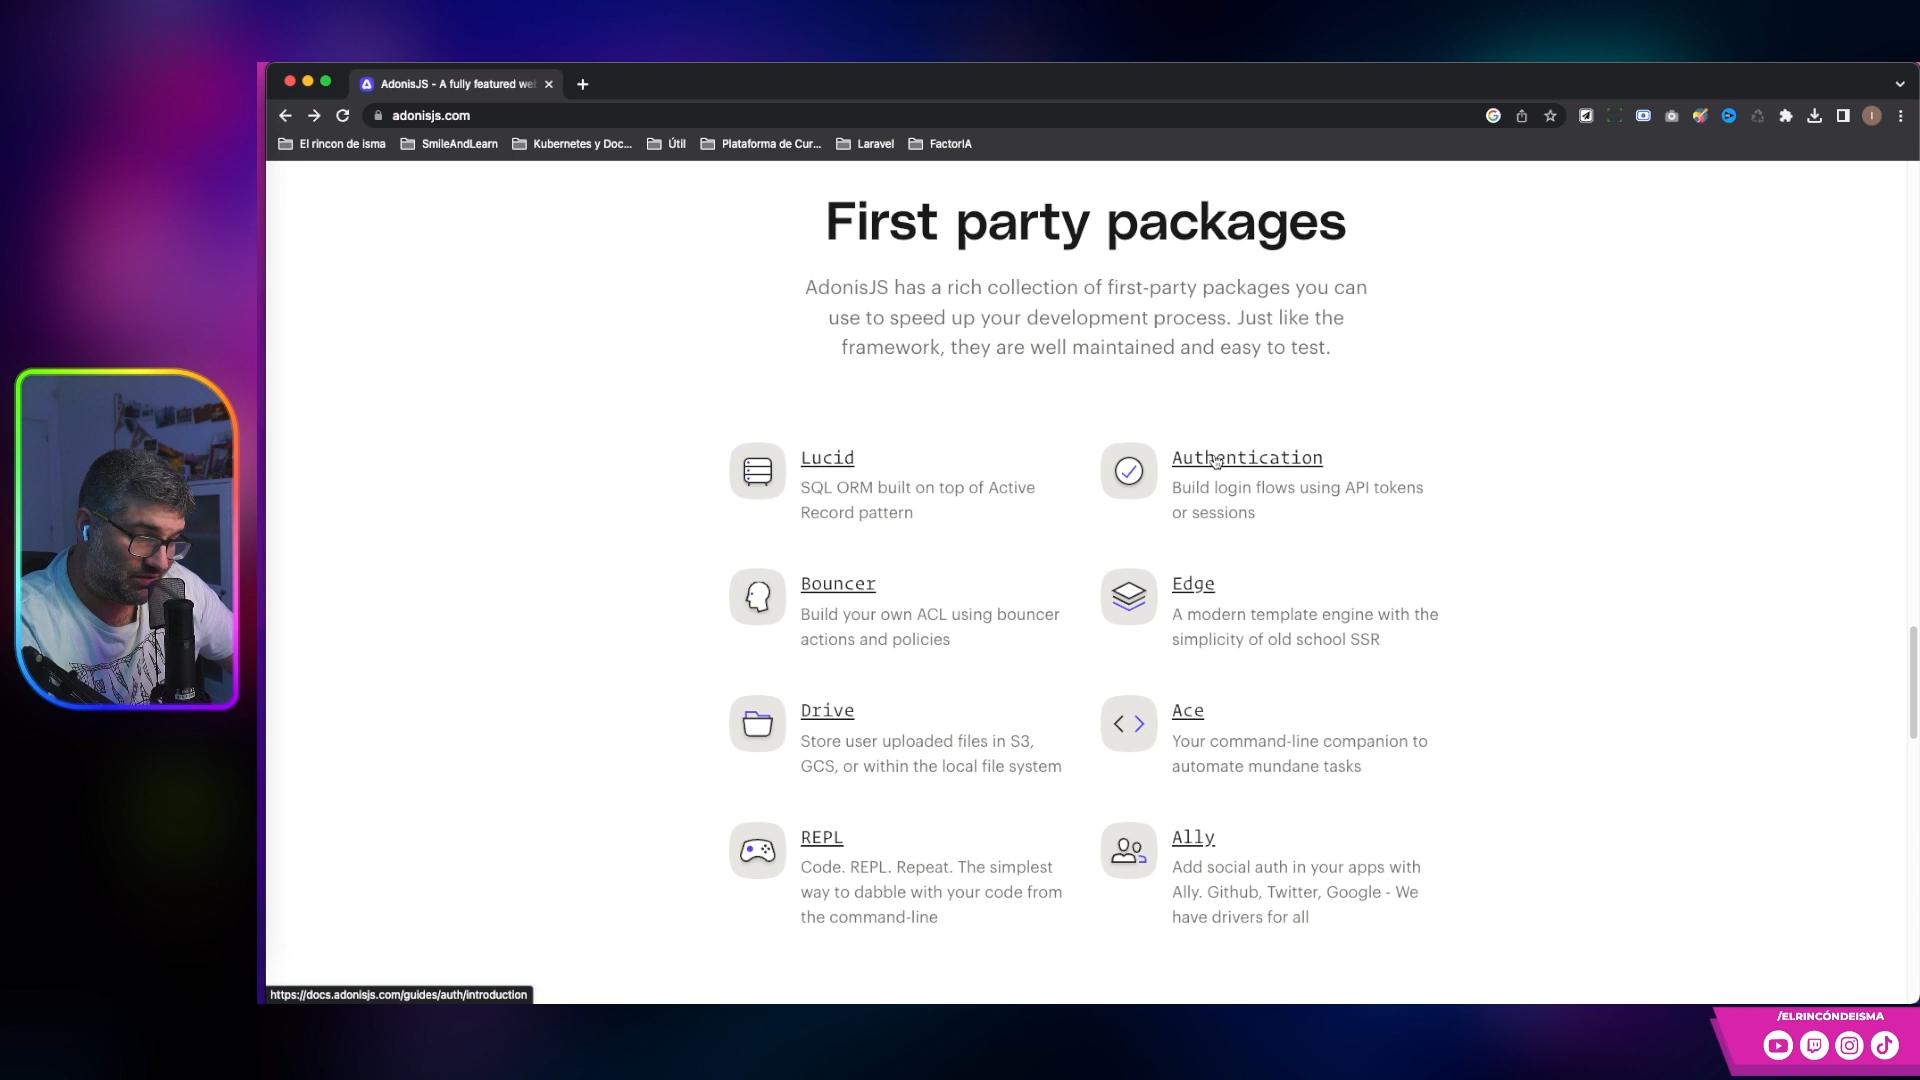 AdonisJS - A fully featured we
adonisjs.com
El rincon de isma
SmileAndLearn
Kubernetes y Doc...
Útil
Plataforma de Cur...
Laravel
FactorIA
First party packages
AdonisJS has a rich collection of first-party packages you can
use to speed up your development process. Just like the
framework, they are well maintained and easy to test.
Lucid
SQL ORM built on top of Active
Record pattern
Authentication
Build login flows using API tokens
or sessions
Bouncer
Build your own ACL using bouncer
actions and policies
Edge
A modern template engine with the
simplicity of old school SSR
Drive
Store user uploaded files in S3,
GCS, or within the local file system
Ace
Your command-line companion to
automate mundane tasks
REPL
Code. REPL. Repeat. The simplest
way to dabble with your code from
the command-line
Ally
Add social auth in your apps with
Ally. Github, Twitter, Google - We
have drivers for all
https://docs.adonisjs.com/guides/auth/introduction
/ELRINCÓNDEISMA